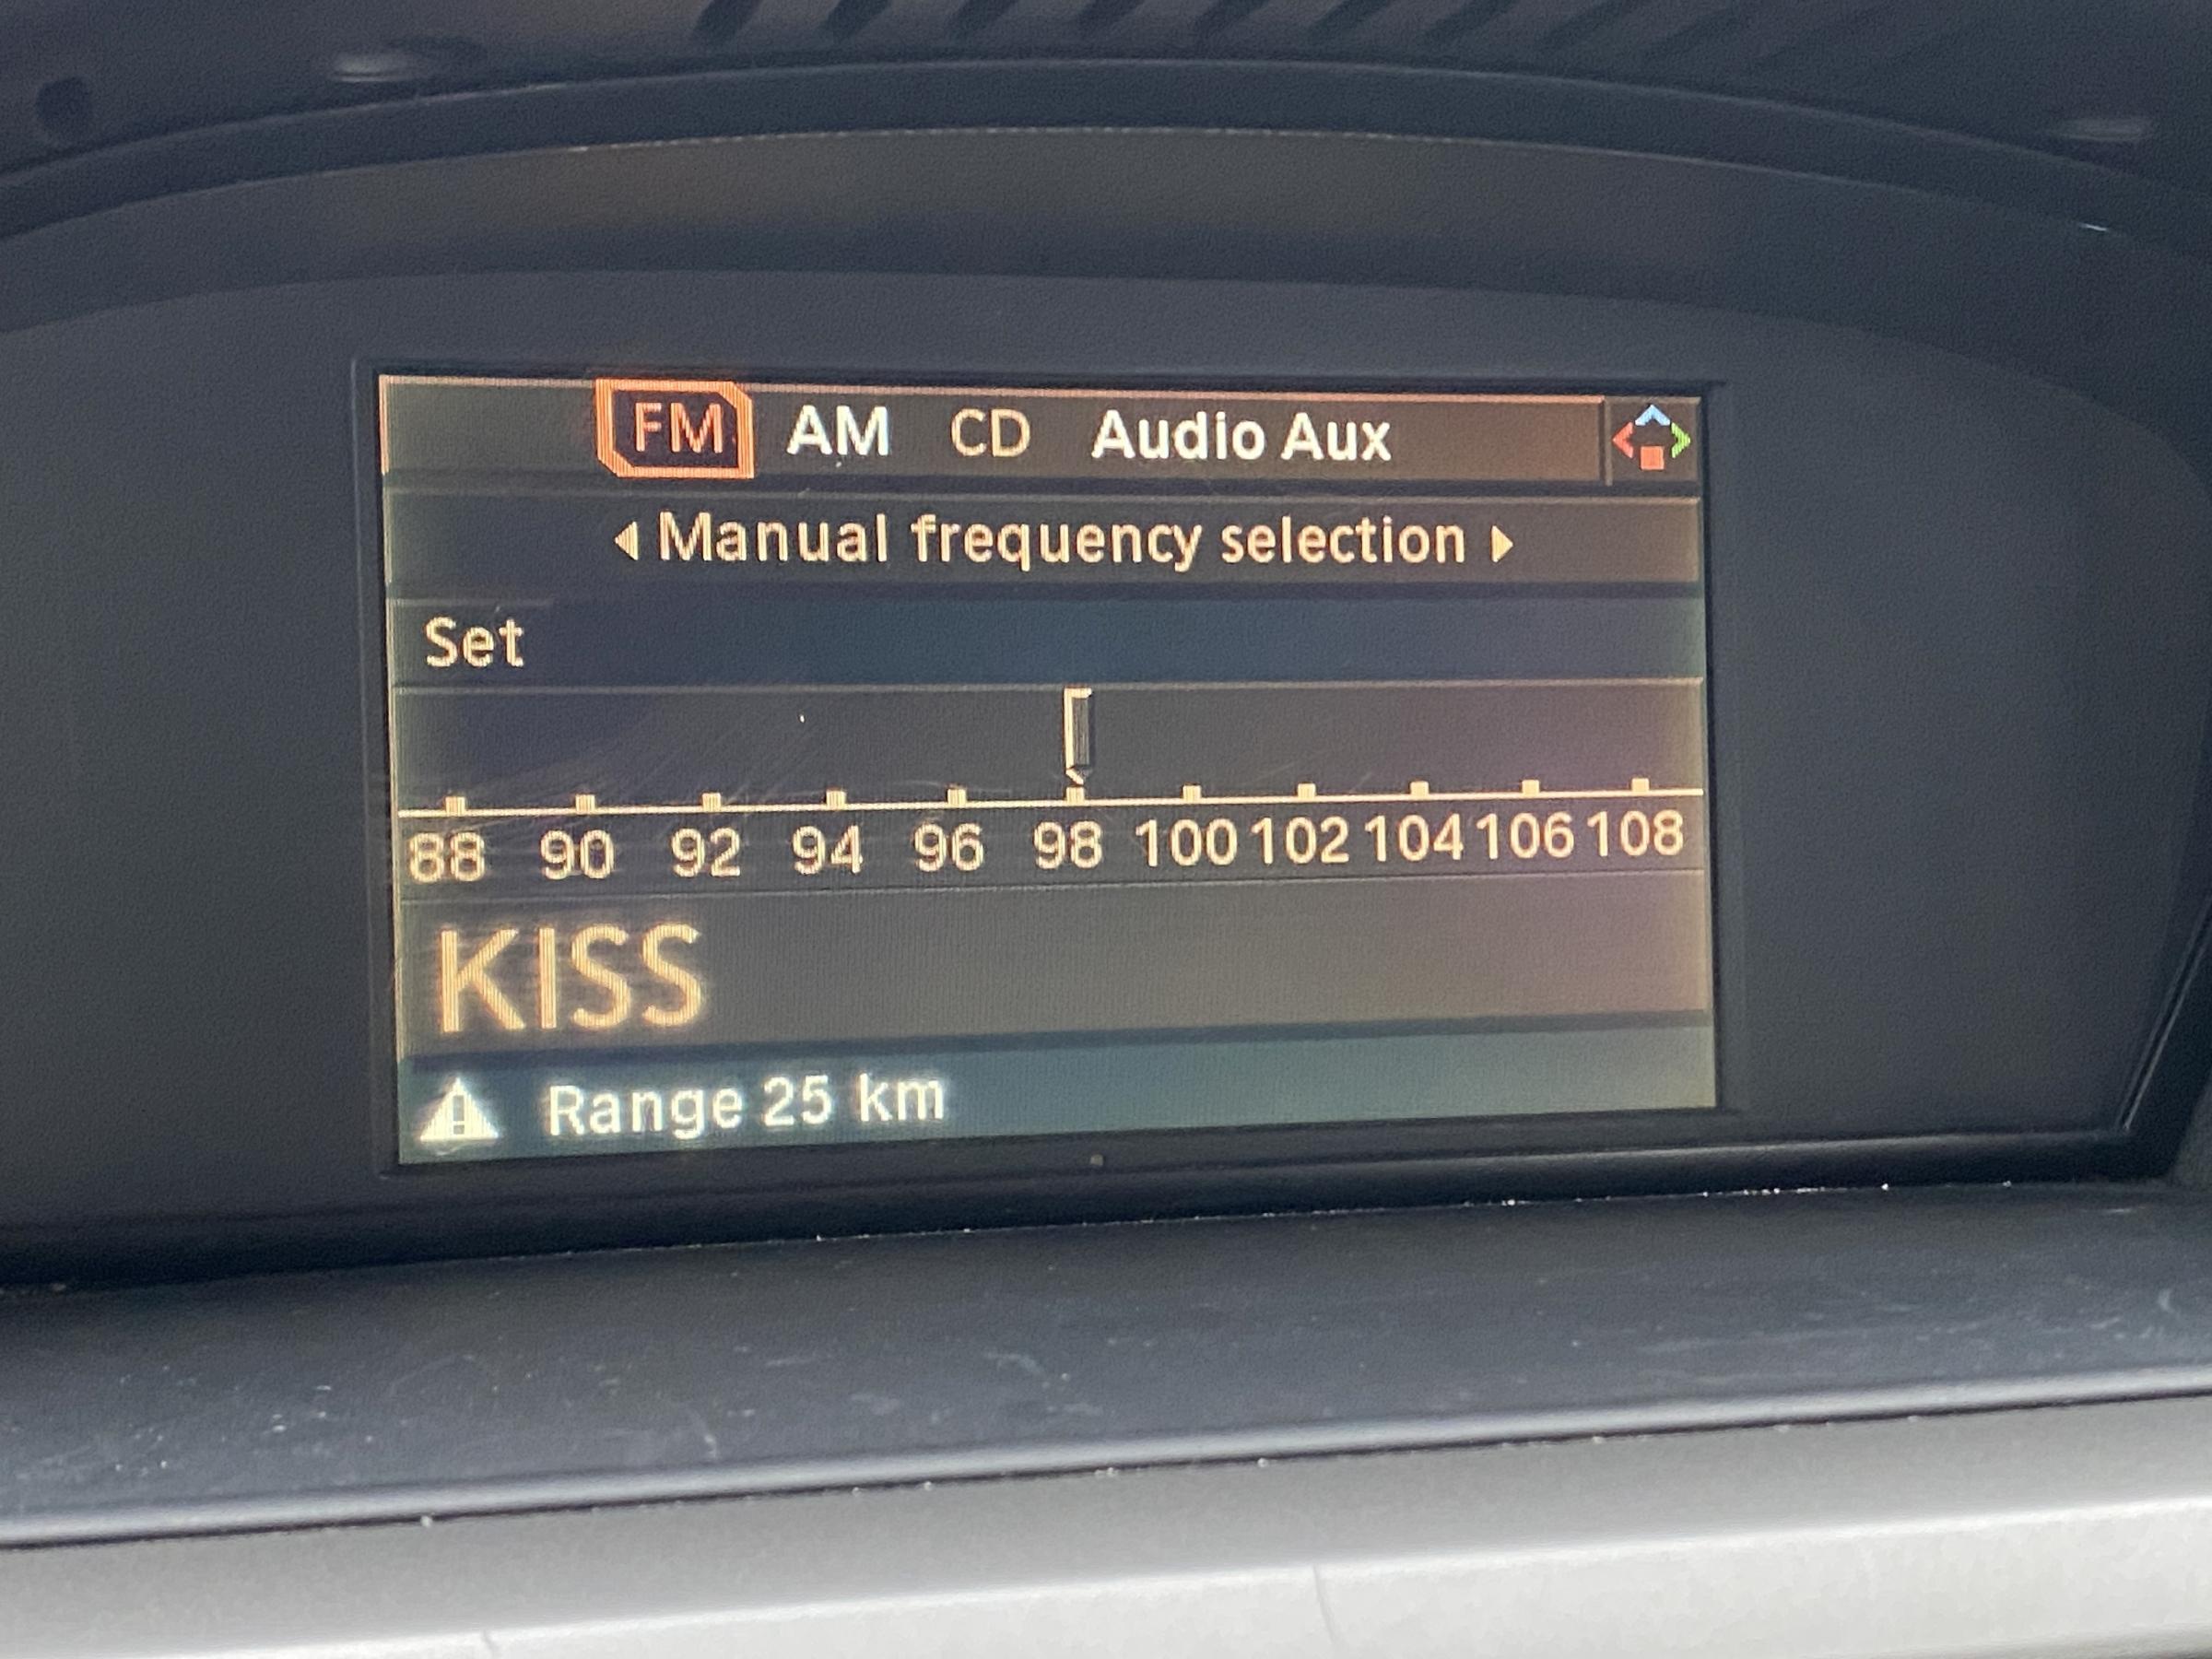 FM AM CD Audio Aux
Manual frequency selection
Set
88 90 92 94 96 98 100 102 104 106 108
KISS
Range 25 km